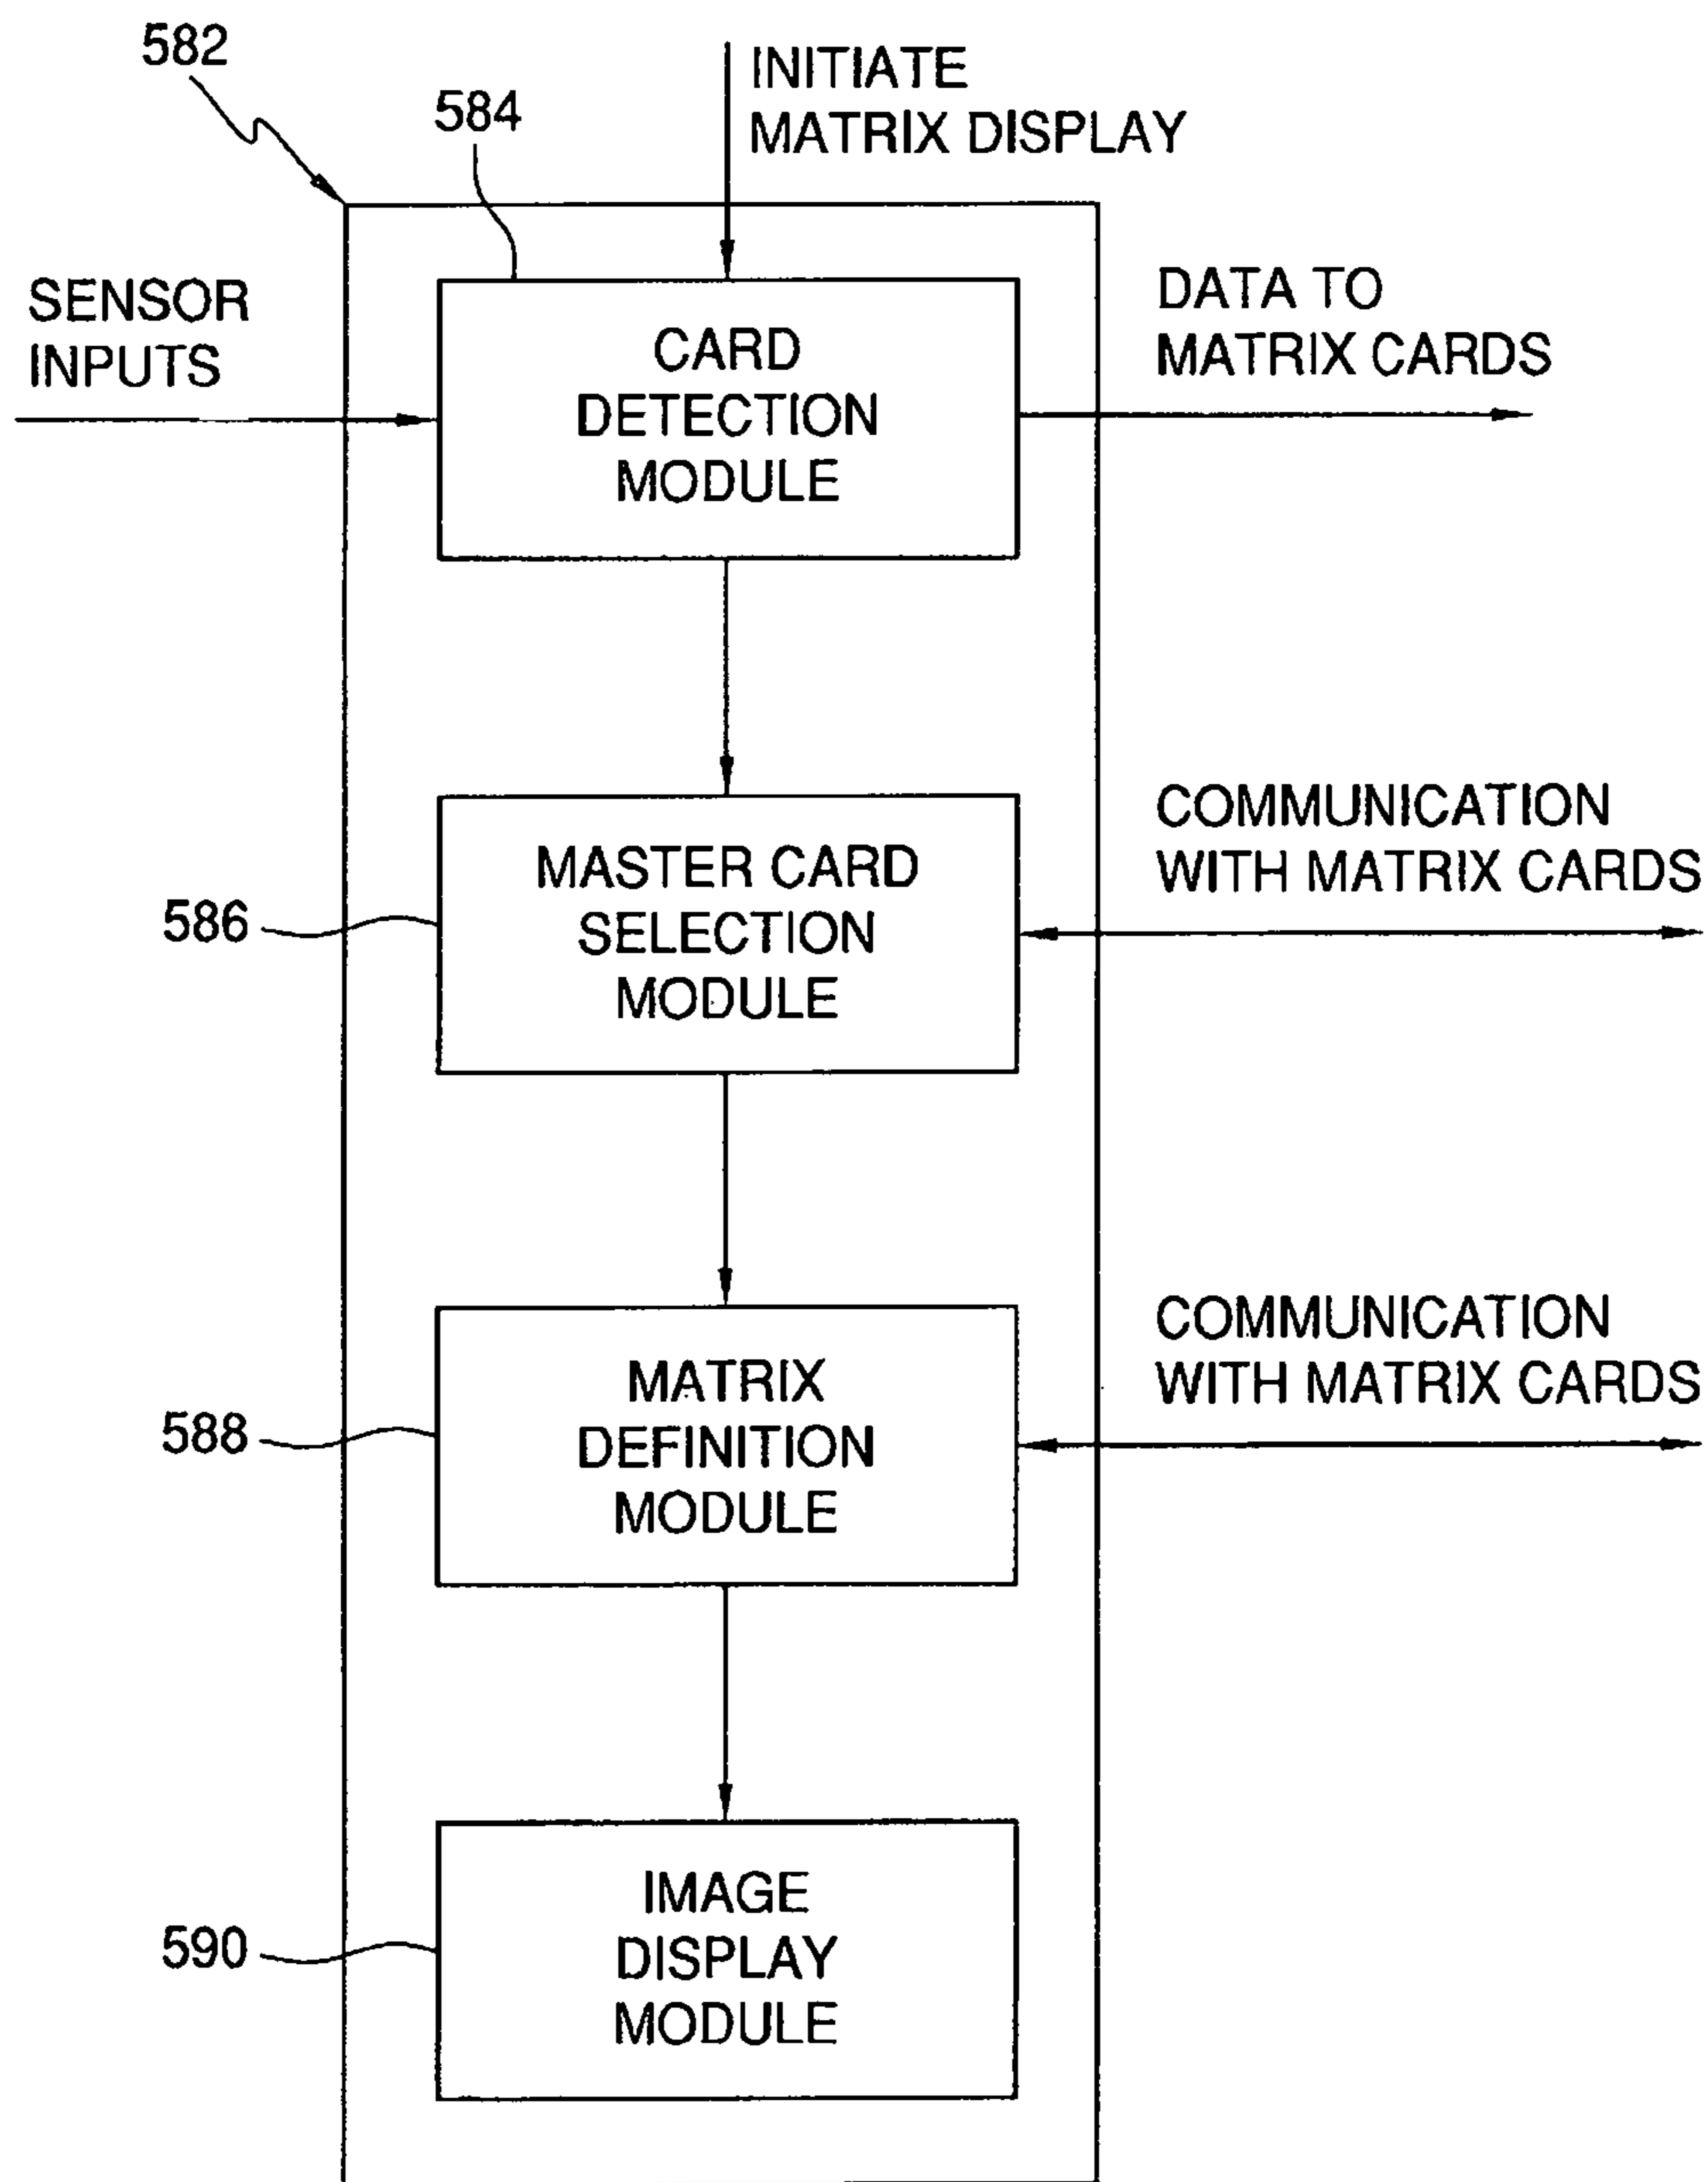 582
584
INITIATE
MATRIX DISPLAY
SENSOR
INPUTS
CARD
DETECTION
MODULE
DATA TO
MATRIX CARDS
586
MASTER CARD
SELECTION
MODULE
COMMUNICATION
WITH MATRIX CARDS
588
MATRIX
DEFINITION
MODULE
COMMUNICATION
WITH MATRIX CARDS
590
IMAGE
DISPLAY
MODULE